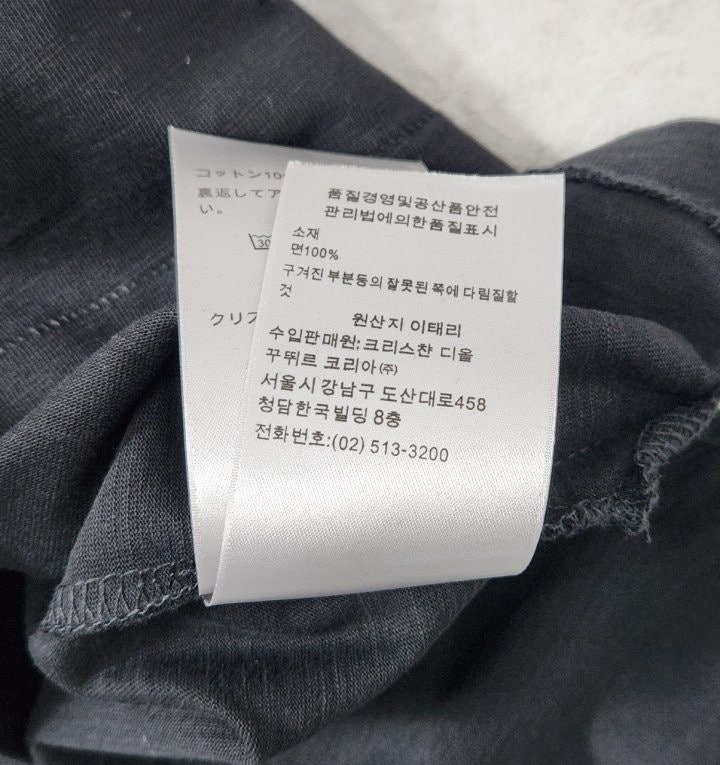 コットン10
裏返してア
い。
30
クリス
品질경영및공산품안전
관리법에의한품질표시
소재
면100%
구겨진 부분등의 잘못된 쪽에 다림질할
것
원산지 이태리
수입판매원:크리스챤 디올
꾸뛰르 코리아㈜
서울시 강남구 도산대로458
청담한국빌딩 8층
전화번호:(02) 513-3200